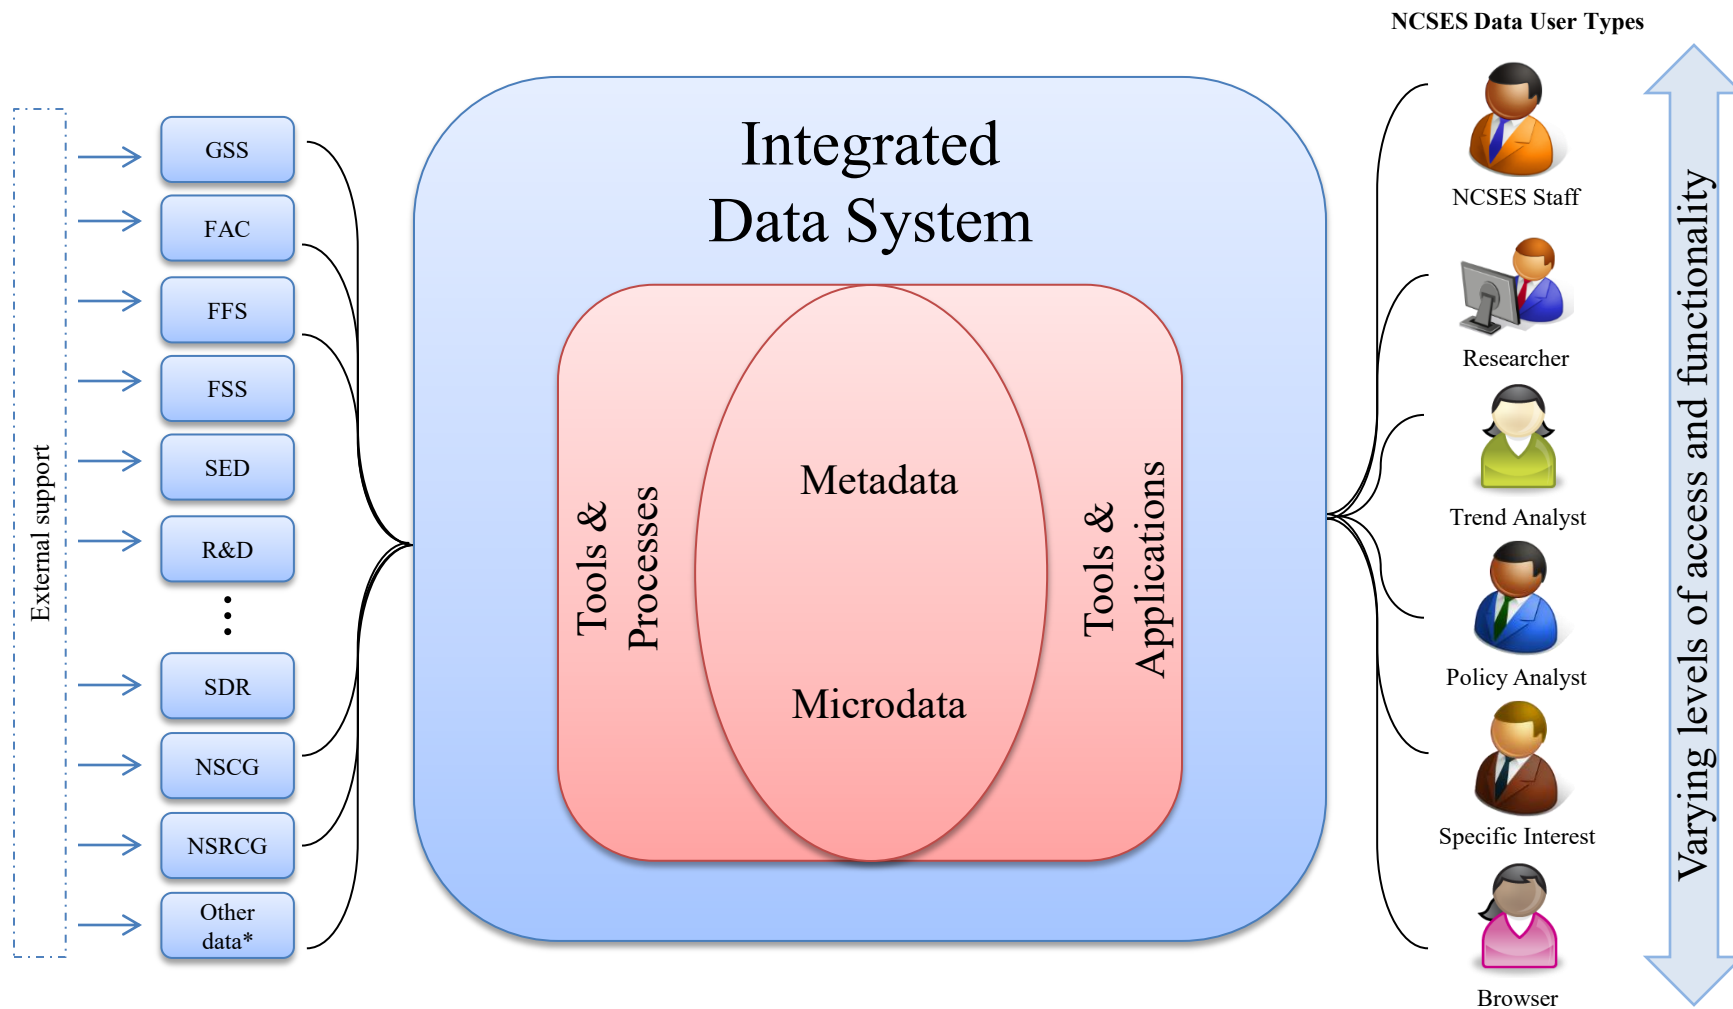 NCSES Data User Types
External support
GSS
FAC
FFS
FSS
SED
R&D
SDR
NSCG
NSRCG
Other
data*
Integrated
Data System
Tools &
Processes
Metadata
Microdata
Tools &
Applications
NCSES Staff
Researcher
Trend Analyst
Policy Analyst
Specific Interest
Browser
Varying levels of access and functionality